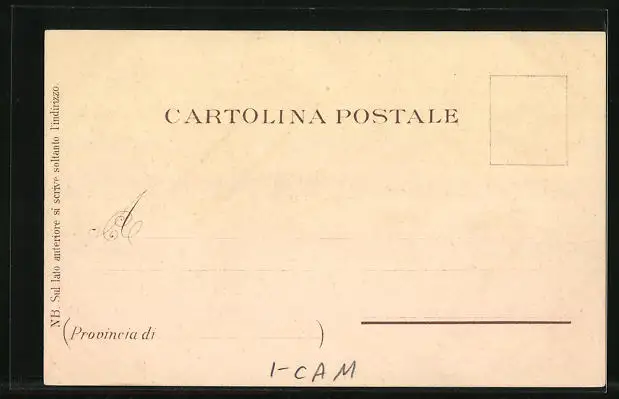 CARTOLINA POSTALE
NB. Sul lato anteriore si scrive soltanto l'indirizzo.
A
(Provincia di )
I-CAM